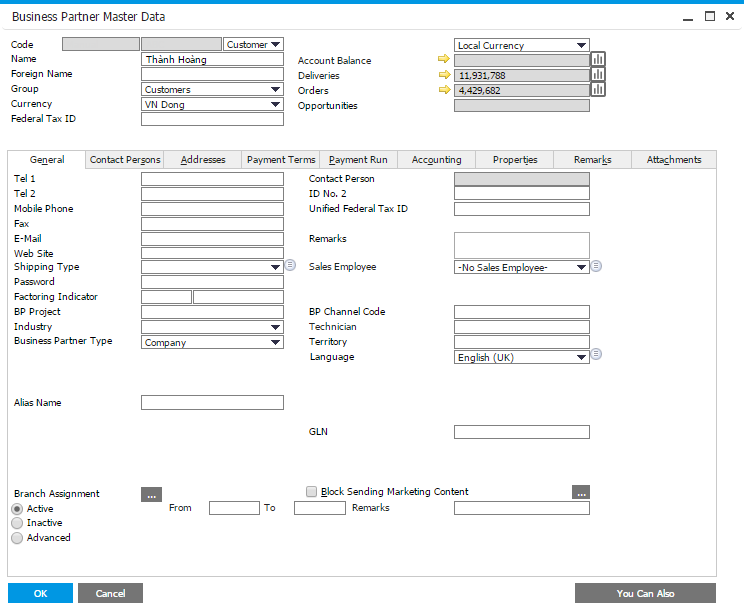 Business Partner Master Data
Code Customer
Name Thành Hoàng
Foreign Name
Group Customers
Currency VN Dong
Federal Tax ID
Local Currency
Account Balance
Deliveries 11,931,788
Orders 4,429,682
Opportunities
General Contact Persons Addresses Payment Terms Payment Run Accounting Properties Remarks Attachments
Tel 1
Tel 2
Mobile Phone
Fax
E-Mail
Web Site
Shipping Type
Password
Factoring Indicator
BP Project
Industry
Business Partner Type Company
Alias Name
Contact Person
ID No. 2
Unified Federal Tax ID
Remarks
Sales Employee -No Sales Employee-
BP Channel Code
Technician
Territory
Language English (UK)
GLN
Branch Assignment ...
Block Sending Marketing Content ...
Active From To Remarks
Inactive
Advanced
OK Cancel You Can Also